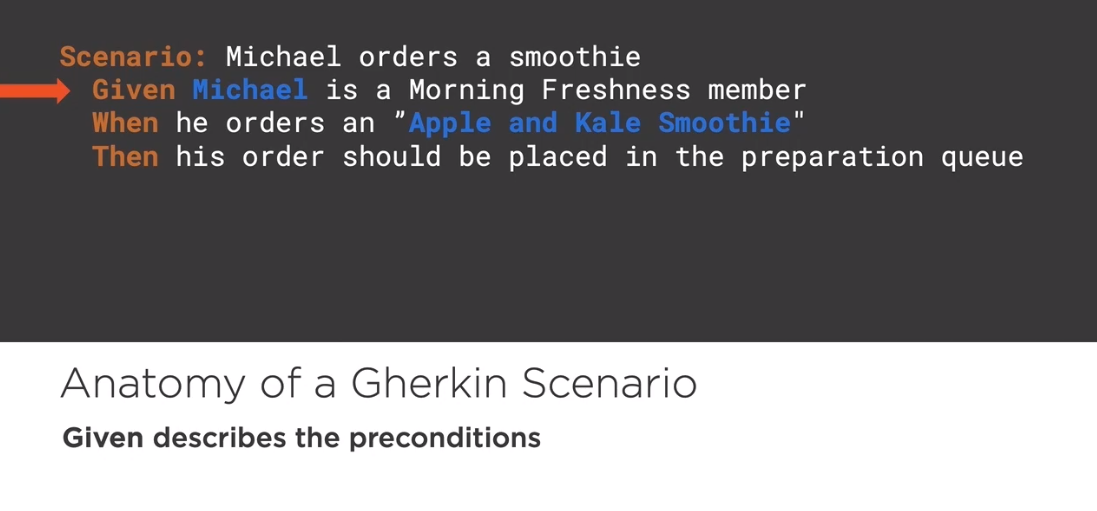 Scenario: Michael orders a smoothie
Given Michael is a Morning Freshness member
When he orders an ”Apple and Kale Smoothie"
Then his order should be placed in the preparation queue
Anatomy of a Gherkin Scenario
Given describes the preconditions